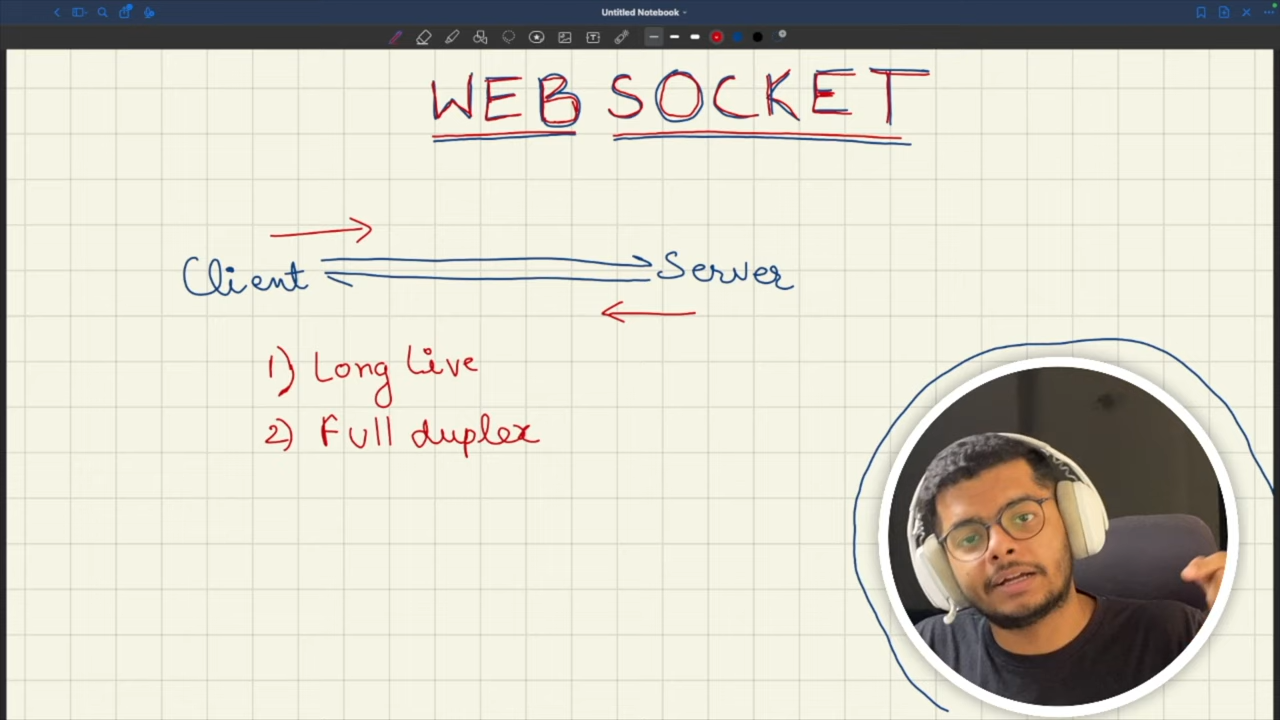 Untitled Notebook
WEB SOCKET
Client
Server
1) Long Live
2) Full duplex